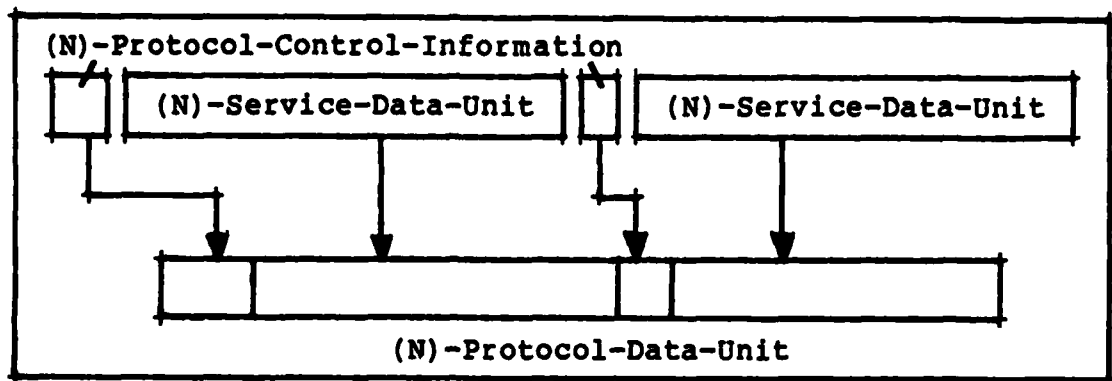 (N)-Protocol-Control-Information
(N)-Service-Data-Unit (N)-Service-Data-Unit
(N)-Protocol-Data-Unit